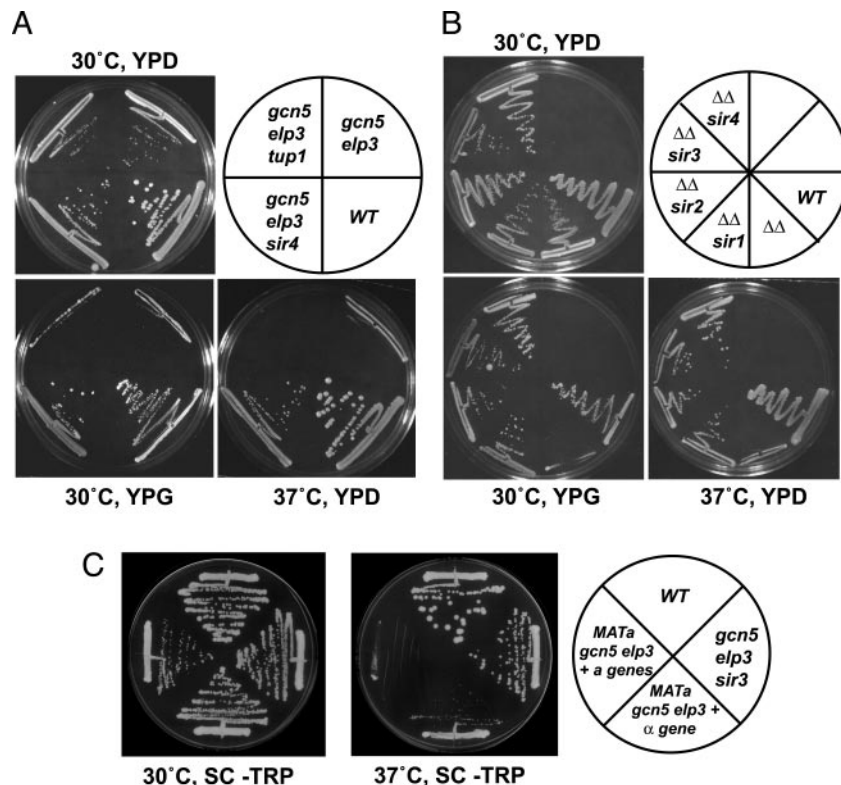 A
30˚C, YPD
gcn5
elp3
tup1
gcn5
elp3
gcn5
elp3
sir4
WT
30˚C, YPG
37˚C, YPD
B
30˚C, YPD
ΔΔ
sir4
ΔΔ
sir3
ΔΔ
sir2
ΔΔ
sir1
ΔΔ
WT
30˚C, YPG
37˚C, YPD
C
WT
MATa
gcn5 elp3
+ a genes
gcn5
elp3
sir3
MATa
gcn5 elp3 +
α gene
30˚C, SC -TRP
37˚C, SC -TRP